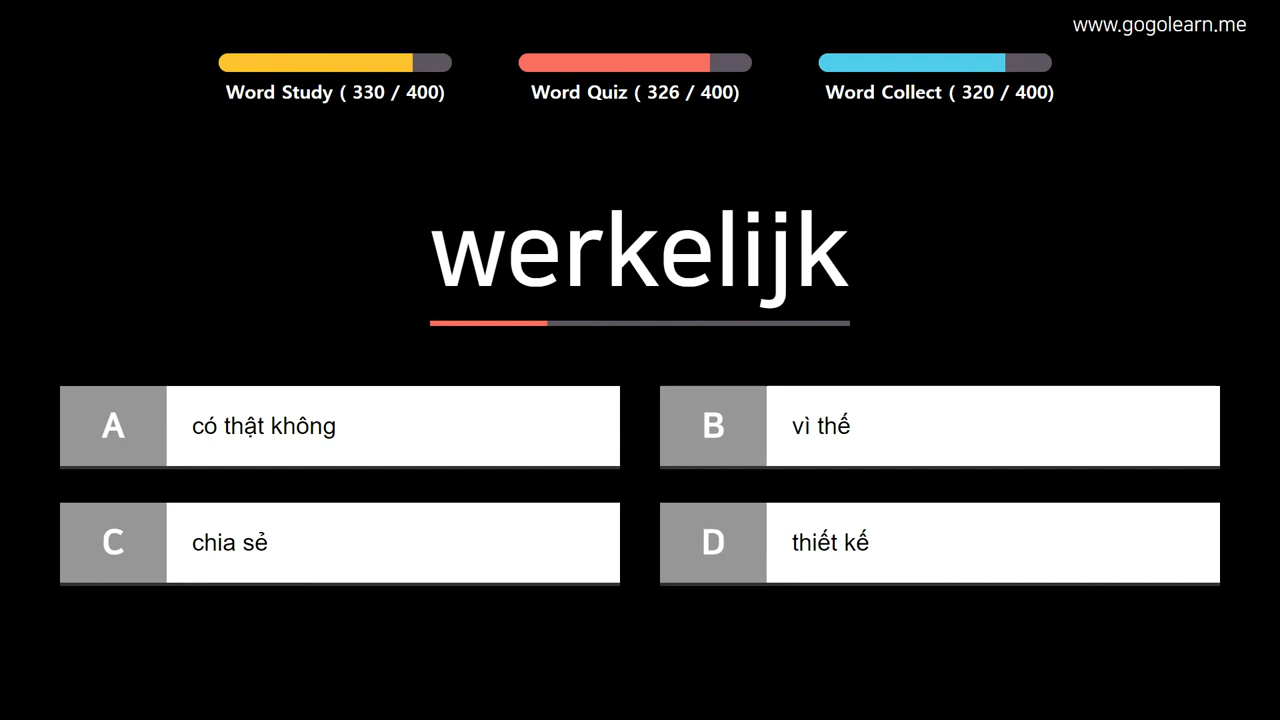 www.gogolearn.me
Word Study ( 330 / 400)
Word Quiz ( 326 / 400)
Word Collect ( 320 / 400)
werkelijk
A có thật không
B vì thế
C chia sẻ
D thiết kế